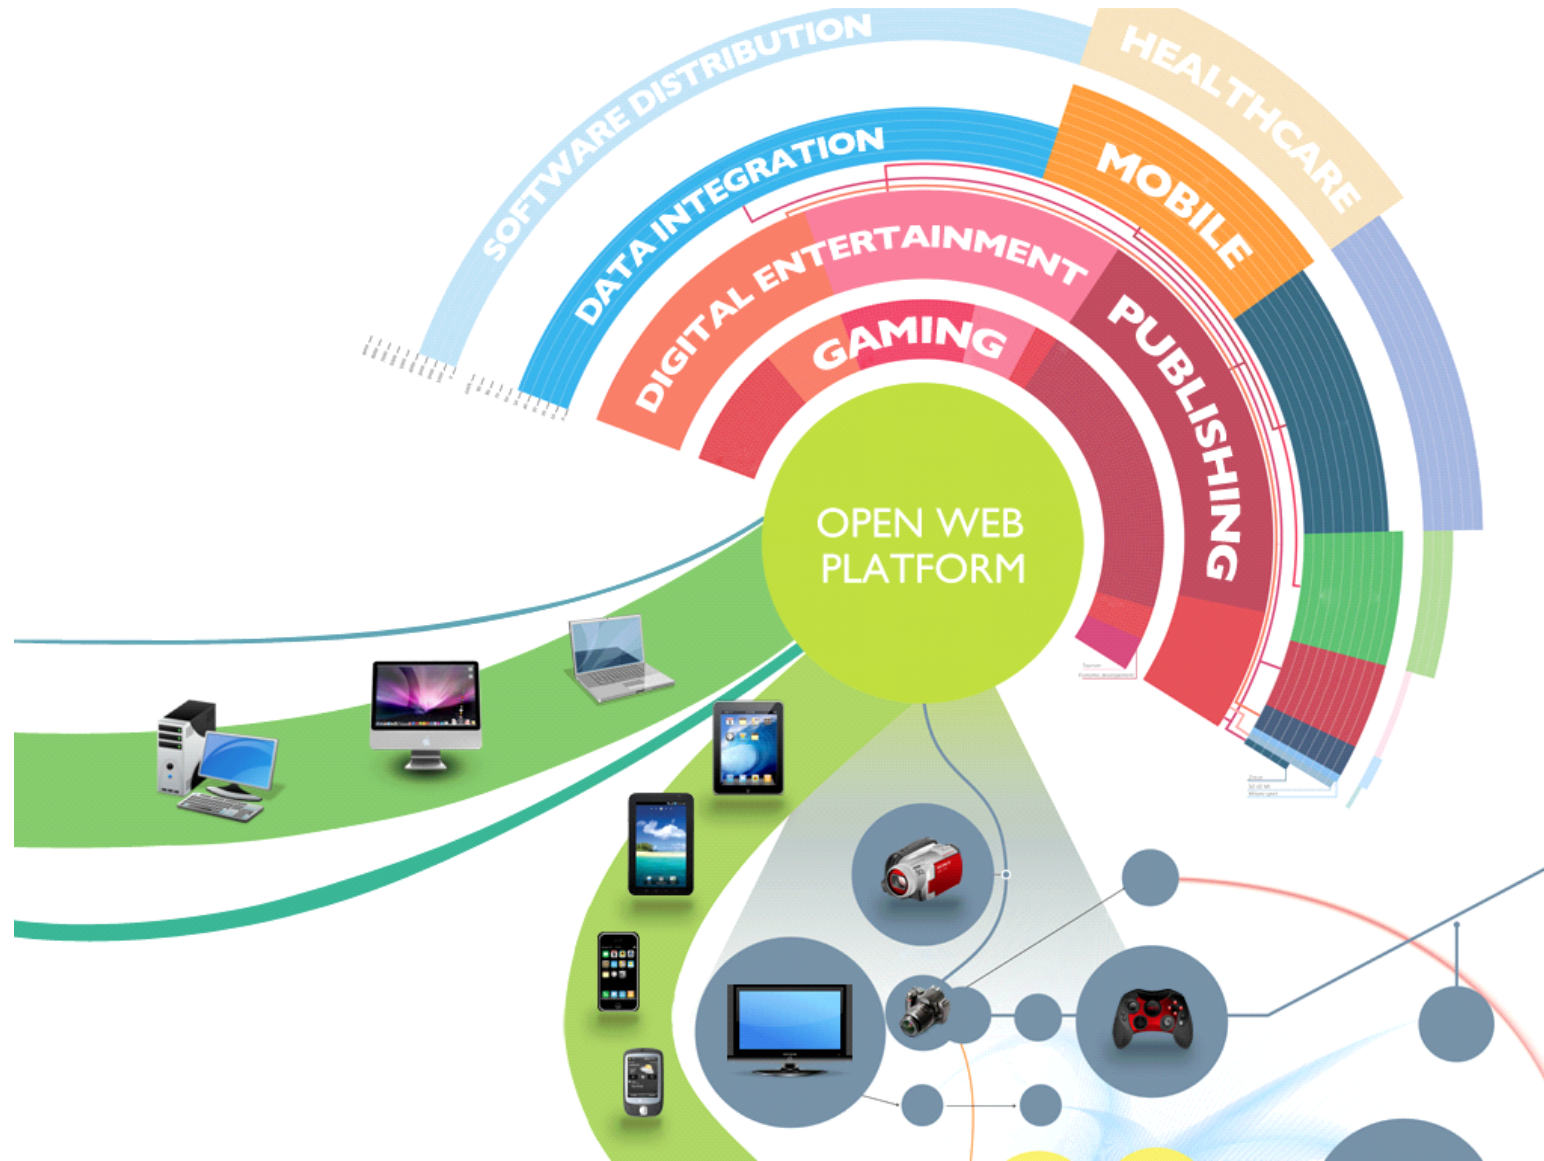 SOFTWARE DISTRIBUTION
HEALTHCARE
DATA INTEGRATION
MOBILE
DIGITAL ENTERTAINMENT
PUBLISHING
GAMING
OPEN WEB
PLATFORM